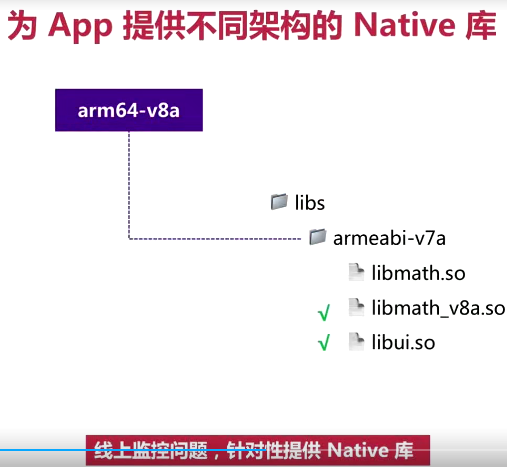 为 App 提供不同架构的 Native 库
arm64-v8a
libs
armeabi-v7a
libmath.so
√ libmath_v8a.so
√ libui.so
线上监控问题，针对性提供 Native 库